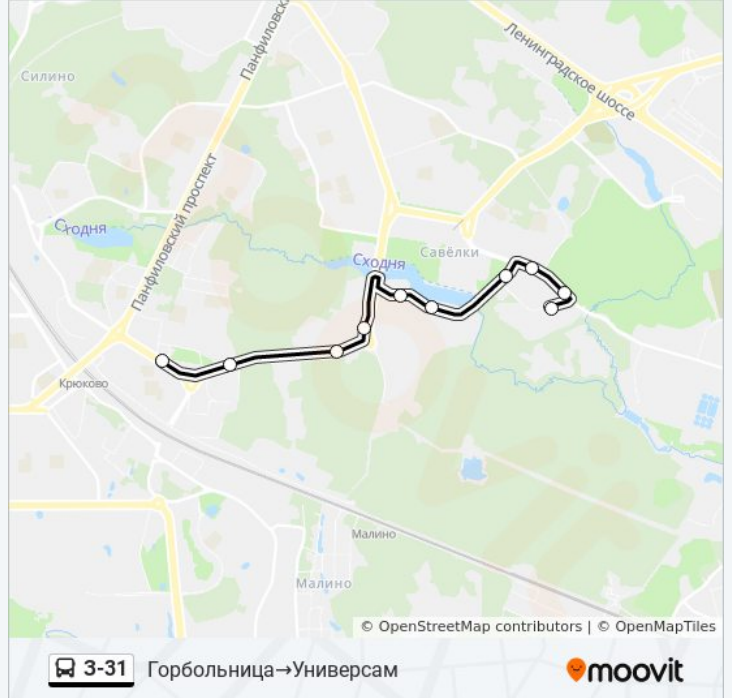 Панфиловский
Ленинградское шоссе
Силино
Панфиловский проспект
Сходня
Савёлки
Сходня
Крюково
Малино
Малино
© OpenStreetMap contributors | © OpenMapTiles
3-31 Горбольница→Универсам
moovit